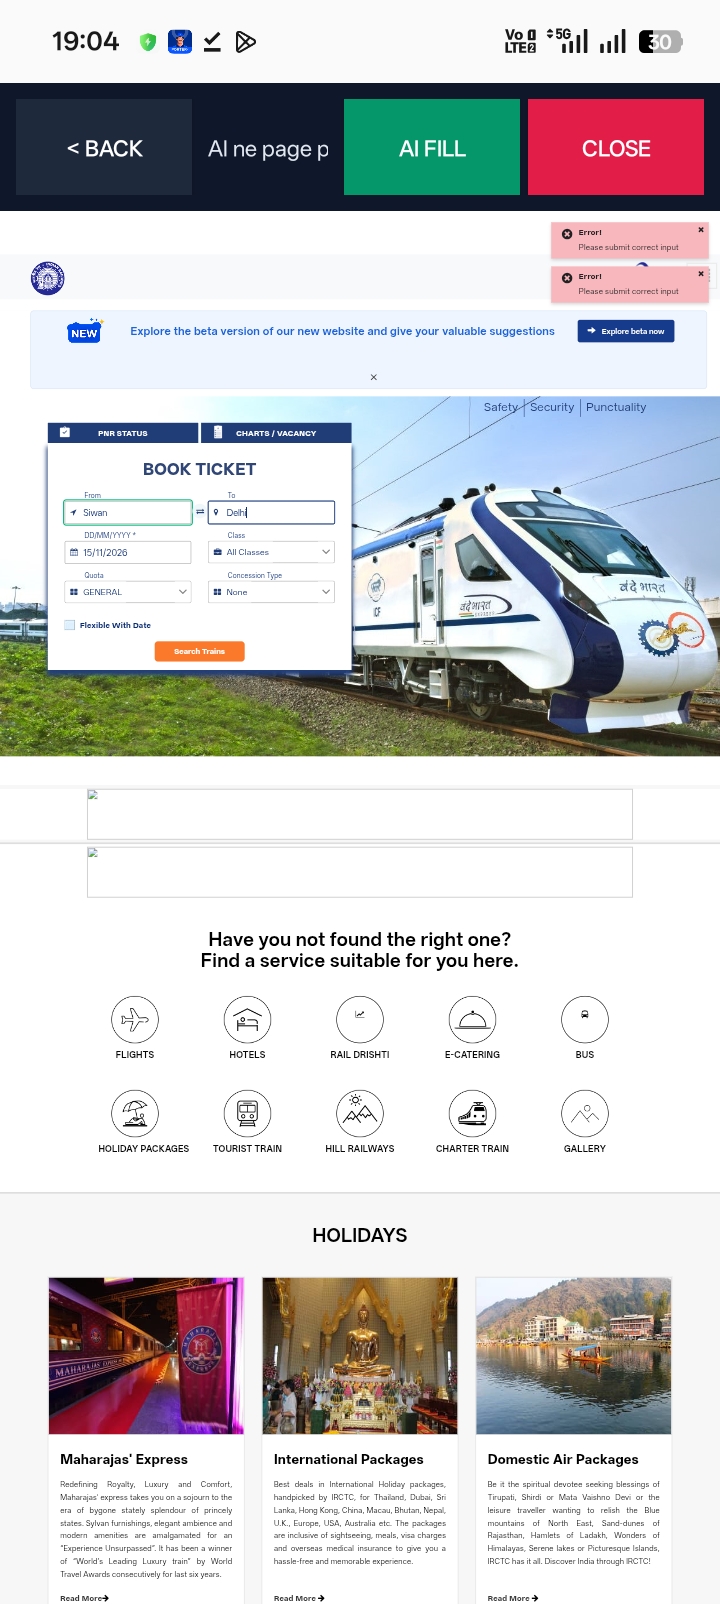 19:04
Vo 1 5G
LTE2
30
< BACK
AI ne page p
AI FILL
CLOSE
Error!
Please submit correct input
Error!
Please submit correct input
NEW
Explore the beta version of our new website and give your valuable suggestions
Explore beta now
×
Safety | Security | Punctuality
PNR STATUS
CHARTS / VACANCY
BOOK TICKET
From
To
Siwan
Delhi
DD/MM/YYYY *
Class
15/11/2026
All Classes
Quota
Concession Type
GENERAL
None
Flexible With Date
Search Trains
वंदे भारत
वंदे भारत
ICF
Have you not found the right one?
Find a service suitable for you here.
FLIGHTS
HOTELS
RAIL DRISHTI
E-CATERING
BUS
HOLIDAY PACKAGES
TOURIST TRAIN
HILL RAILWAYS
CHARTER TRAIN
GALLERY
HOLIDAYS
MAHARAJAS' EXPRESS
Maharajas' Express
Redefining Royalty, Luxury and Comfort,
Maharajas' express takes you on a sojourn to the
era of bygone stately splendour of princely
states. Sylvan furnishings, elegant ambience and
modern amenities are amalgamated for an
“Experience Unsurpassed”. It has been a winner
of “World's Leading Luxury train” by World
Travel Awards consecutively for last six years.
Read More
International Packages
Best deals in International Holiday packages,
handpicked by IRCTC, for Thailand, Dubai, Sri
Lanka, Hong Kong, China, Macau, Bhutan, Nepal,
U.K., Europe, USA, Australia etc. The packages
are inclusive of sightseeing, meals, visa charges
and overseas medical insurance to give you a
hassle-free and memorable experience.
Read More
Domestic Air Packages
Be it the spiritual devotee seeking blessings of
Tirupati, Shirdi or Mata Vaishno Devi or the
leisure traveller wanting to relish the Blue
mountains of North East, Sand-dunes of
Rajasthan, Hamlets of Ladakh, Wonders of
Himalayas, Serene lakes or Picturesque Islands,
IRCTC has it all. Discover India through IRCTC!
Read More